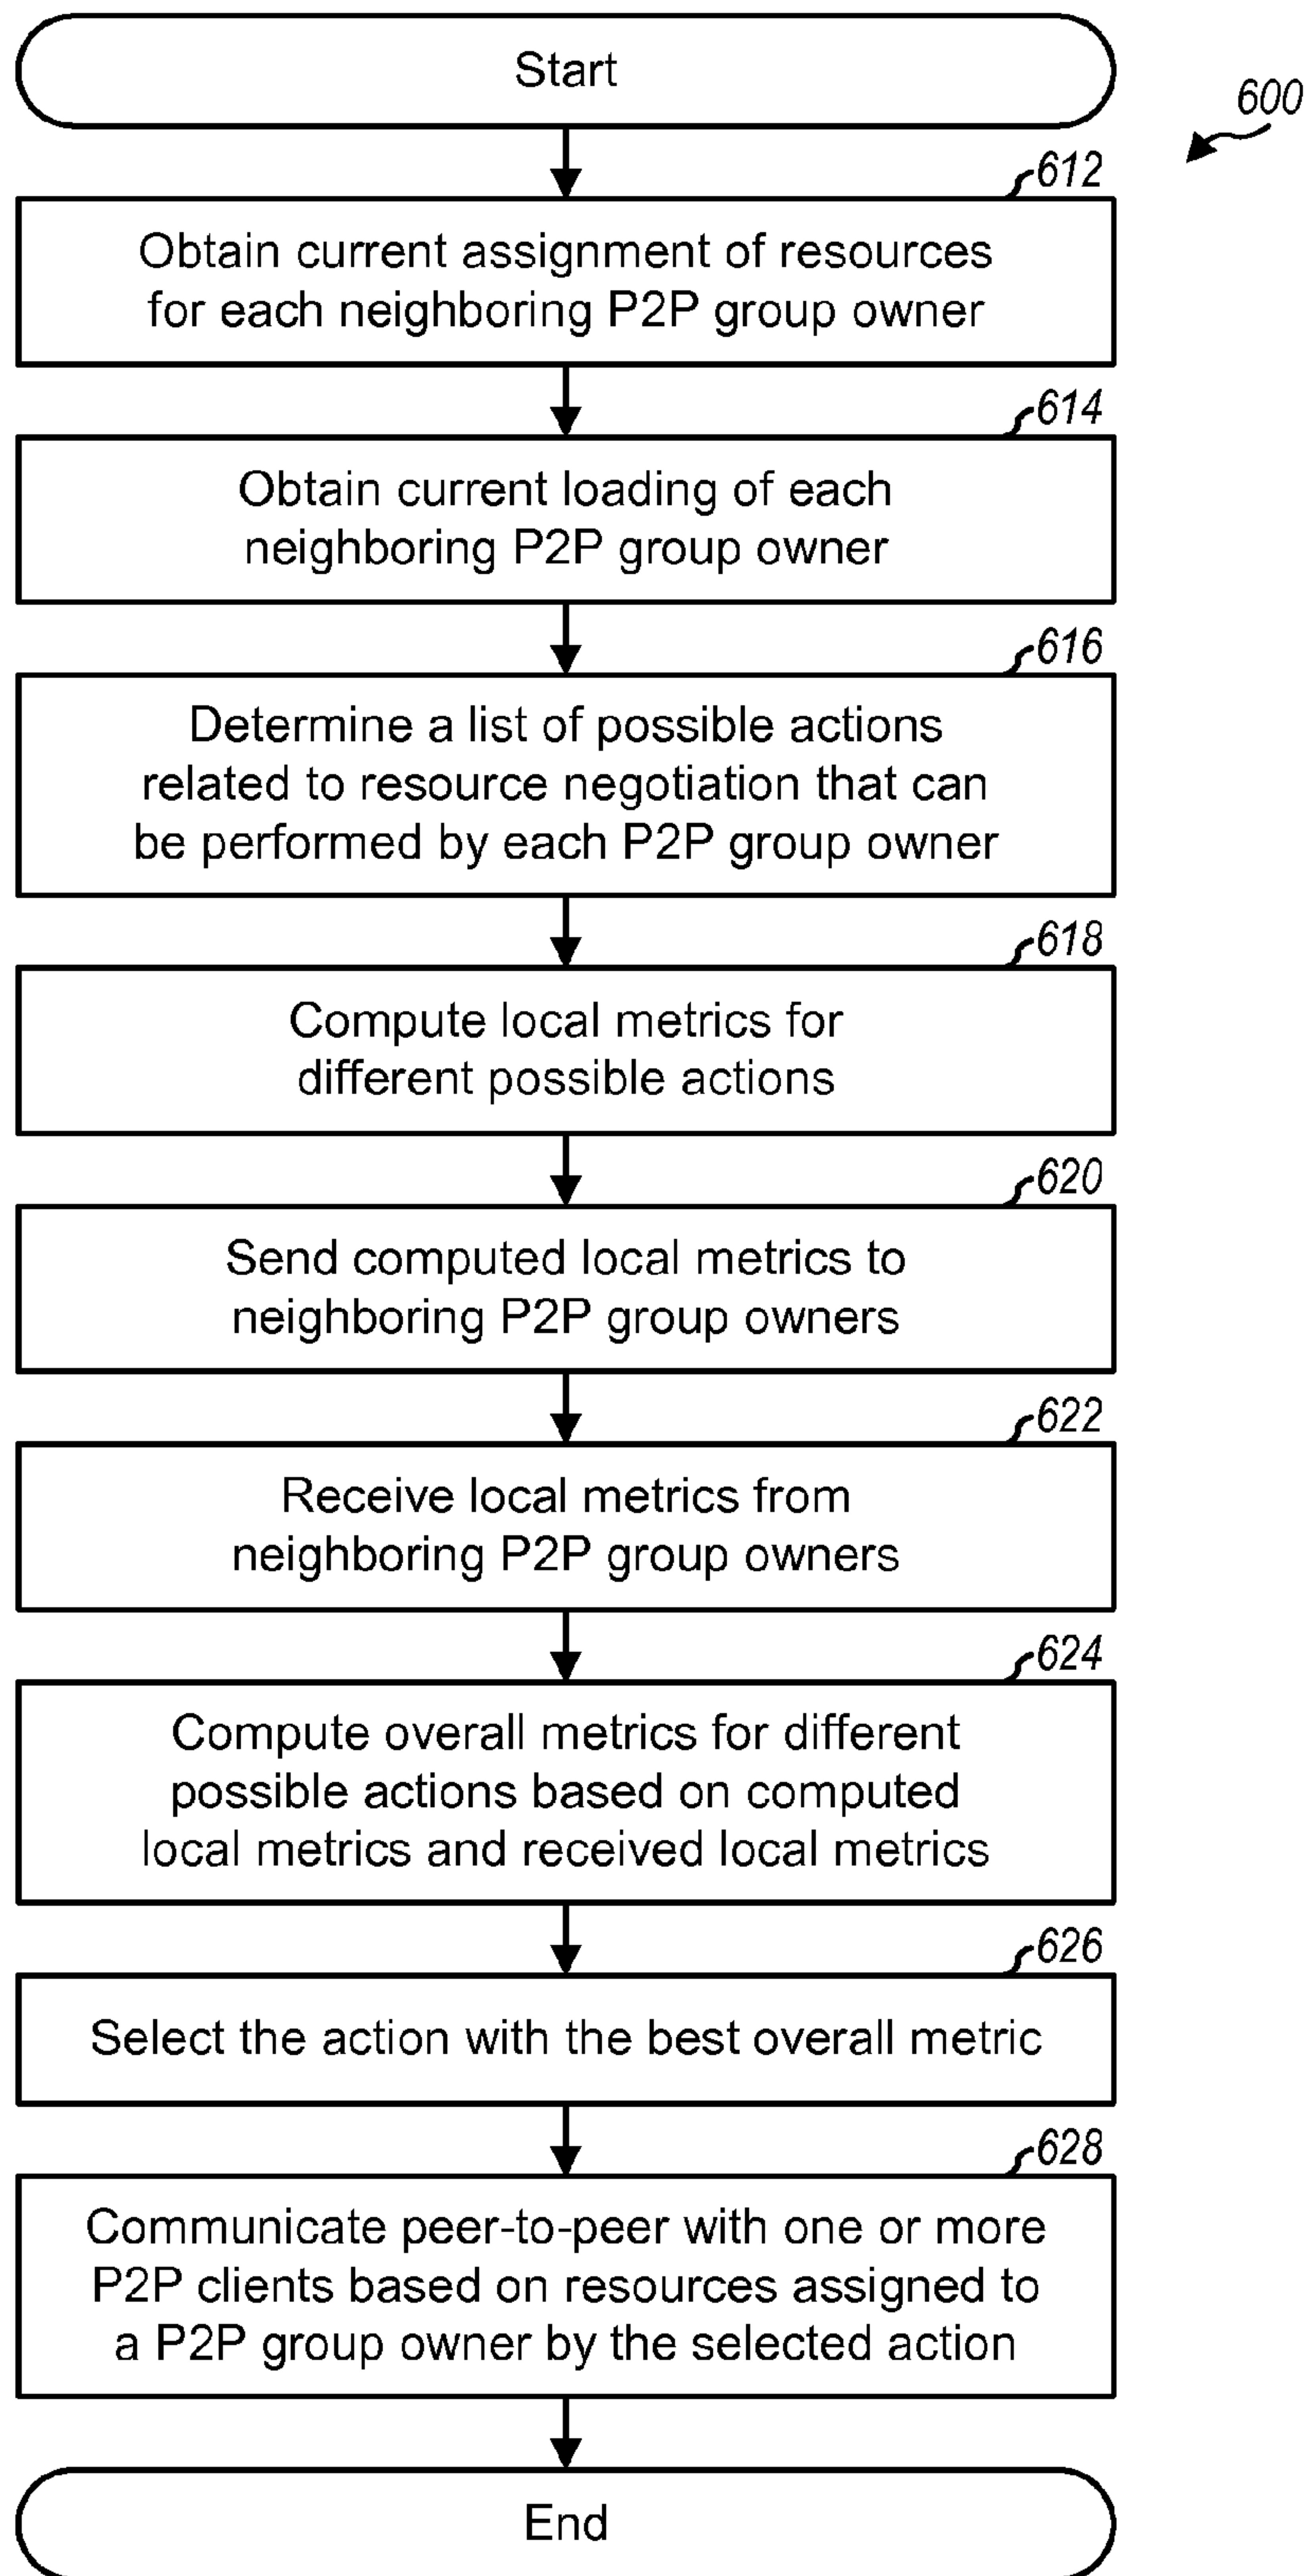 Start
600
612
Obtain current assignment of resources
for each neighboring P2P group owner
614
Obtain current loading of each
neighboring P2P group owner
616
Determine a list of possible actions
related to resource negotiation that can
be performed by each P2P group owner
618
Compute local metrics for
different possible actions
620
Send computed local metrics to
neighboring P2P group owners
622
Receive local metrics from
neighboring P2P group owners
624
Compute overall metrics for different
possible actions based on computed
local metrics and received local metrics
626
Select the action with the best overall metric
628
Communicate peer-to-peer with one or more
P2P clients based on resources assigned to
a P2P group owner by the selected action
End